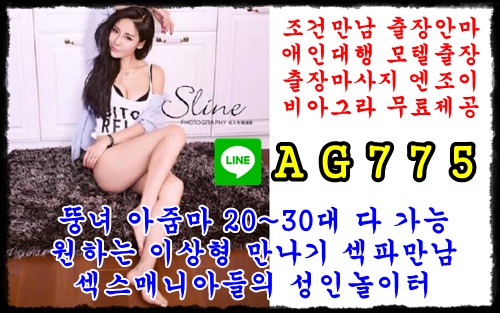 조건만남 출장안마
애인대행 모텔출장
출장마사지 엔조이
비아그라 무료제공
Sline
PHOTOGRAPHY
LINE
AG775
뚱녀 아줌마 20~30대 다 가능
원하는 이상형 만나기 섹파만남
섹스매니아들의 성인놀이터